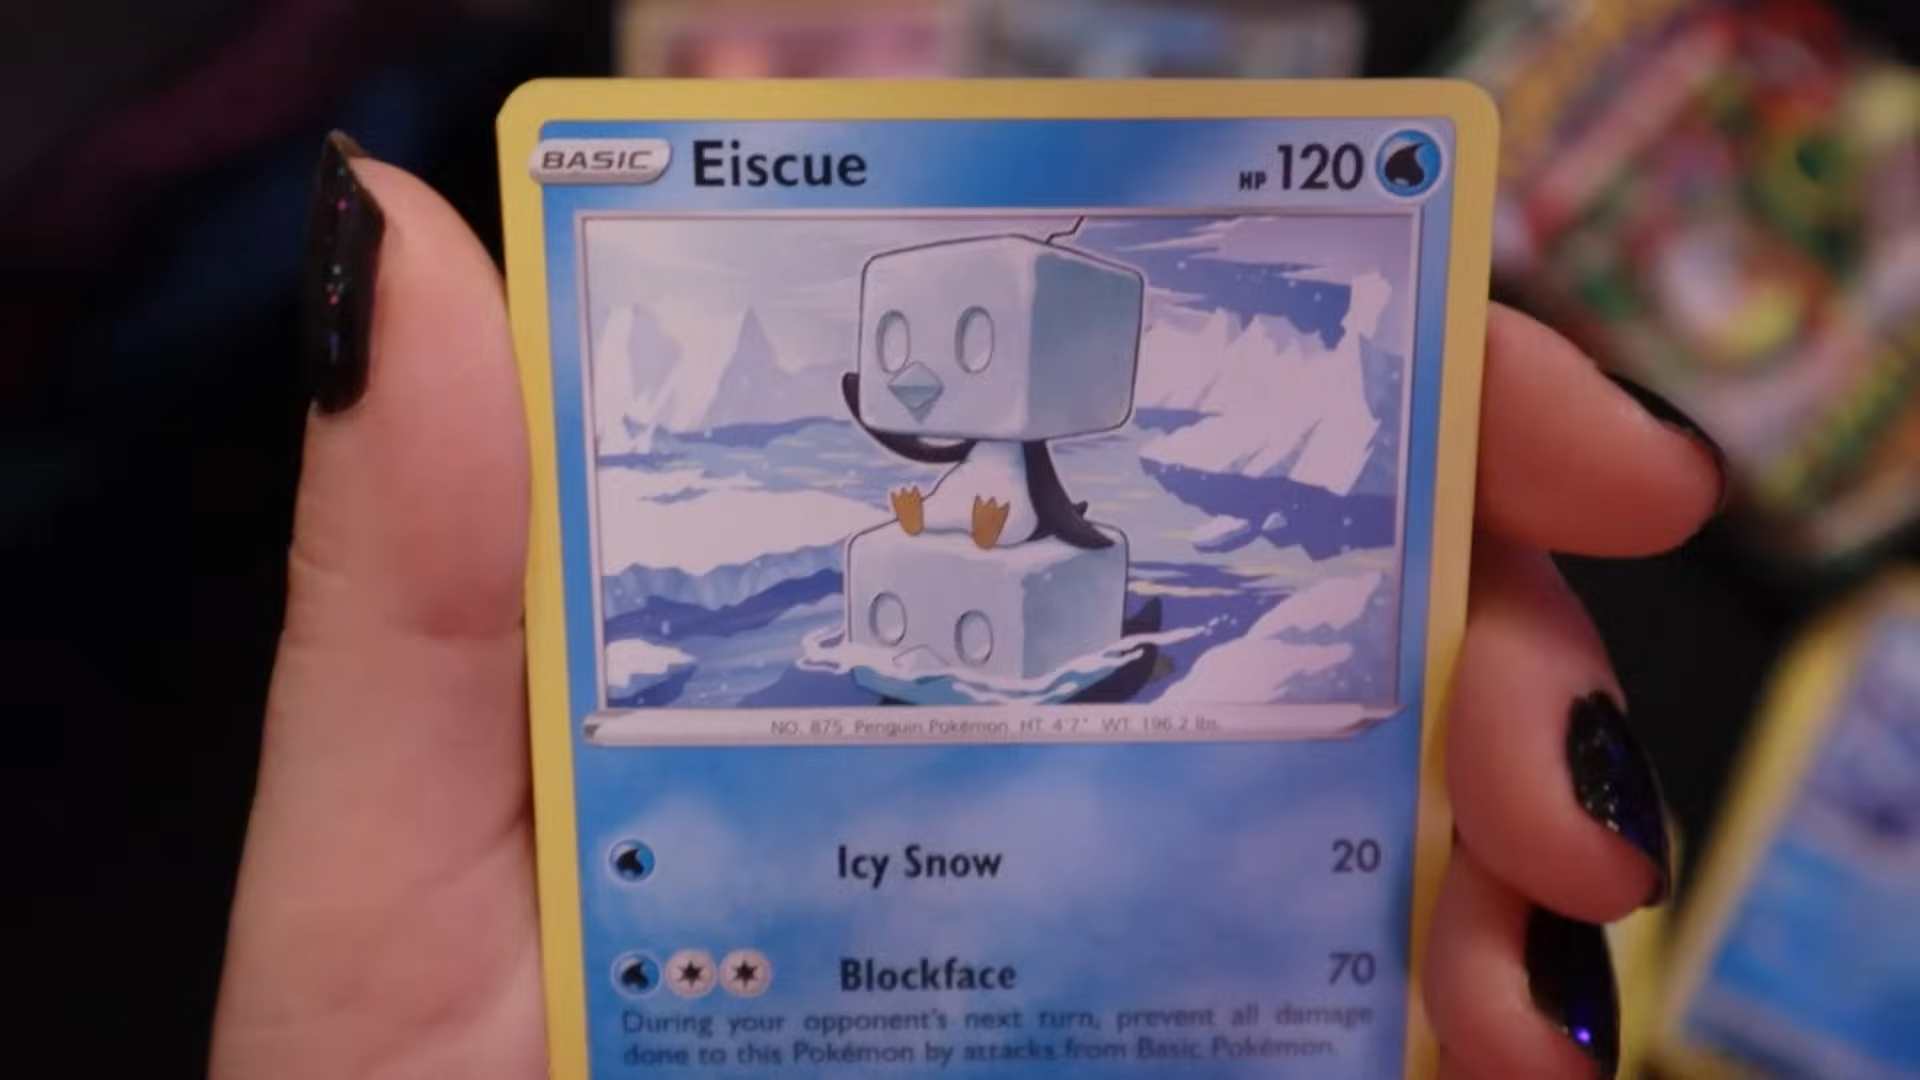 BASIC Eiscue HP 120
NO. 875 Penguin Pokémon HT 4'7" WT 196.2 lbs.
Icy Snow 20
Blockface 70
During your opponent's next turn, prevent all damage
done to this Pokémon by attacks from Basic Pokémon.